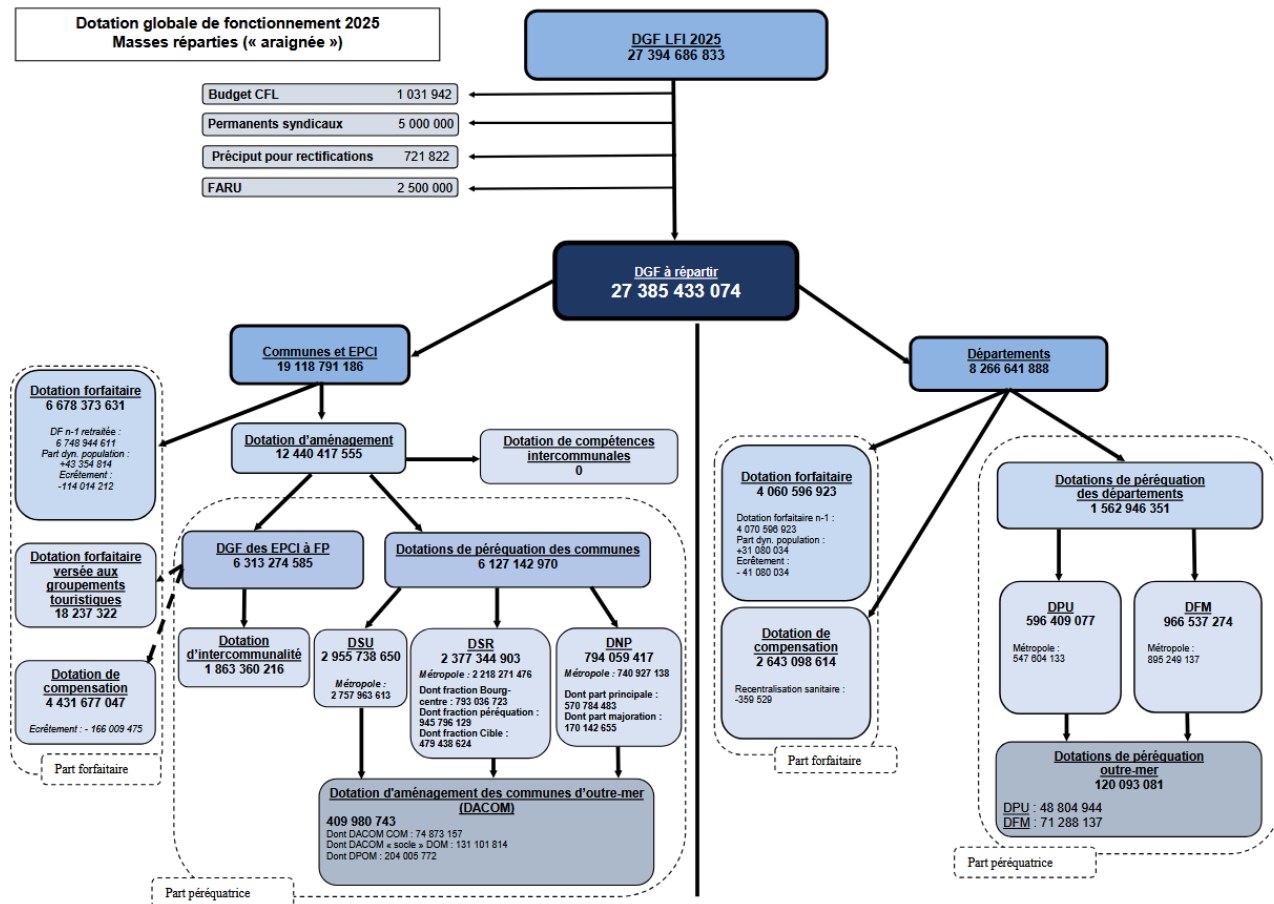 Dotation globale de fonctionnement 2025
Masses réparties (« araignée »)
DGF LFI 2025
27 394 686 833
Budget CFL 1 031 942
Permanents syndicaux 5 000 000
Préciput pour rectifications 721 822
FARU 2 500 000
DGF à répartir
27 385 433 074
Communes et EPCI
19 118 791 186
Départements
8 266 641 888
Dotation forfaitaire
6 678 373 631
DF n-1 retraitée :
6 748 944 611
Part dyn. population :
+43 354 814
Ecrêtement :
-114 014 212
Dotation d'aménagement
12 440 417 555
Dotation de compétences
intercommunales
0
DGF des EPCI à FP
6 313 274 585
Dotations de péréquation des communes
6 127 142 970
Dotation forfaitaire
versée aux
groupements
touristiques
18 237 322
Dotation de
compensation
4 431 677 047
Ecrêtement : - 166 009 475
Part forfaitaire
Dotation
d'intercommunalité
1 863 360 216
DSU
2 955 738 650
Métropole :
2 757 963 613
DSR
2 377 344 903
Métropole : 2 218 271 476
Dont fraction Bourg-
centre : 793 036 723
Dont fraction péréquation :
945 796 129
Dont fraction Cible :
479 438 624
DNP
794 059 417
Métropole : 740 927 138
Dont part principale :
570 784 483
Dont part majoration :
170 142 655
Dotation d'aménagement des communes d'outre-mer
(DACOM)
409 980 743
Dont DACOM COM : 74 873 157
Dont DACOM « socle » DOM : 131 101 814
Dont DPOM : 204 005 772
Part péréquatrice
Dotation forfaitaire
4 060 596 923
Dotation forfaitaire n-1 :
4 070 596 923
Part dyn. population :
+31 080 034
Ecrêtement :
- 41 080 034
Dotation de
compensation
2 643 098 614
Recentralisation sanitaire :
-359 529
Part forfaitaire
Dotations de péréquation
des départements
1 562 946 351
DPU
596 409 077
Métropole :
547 604 133
DFM
966 537 274
Métropole :
895 249 137
Dotations de péréquation
outre-mer
120 093 081
DPU : 48 804 944
DFM : 71 288 137
Part péréquatrice